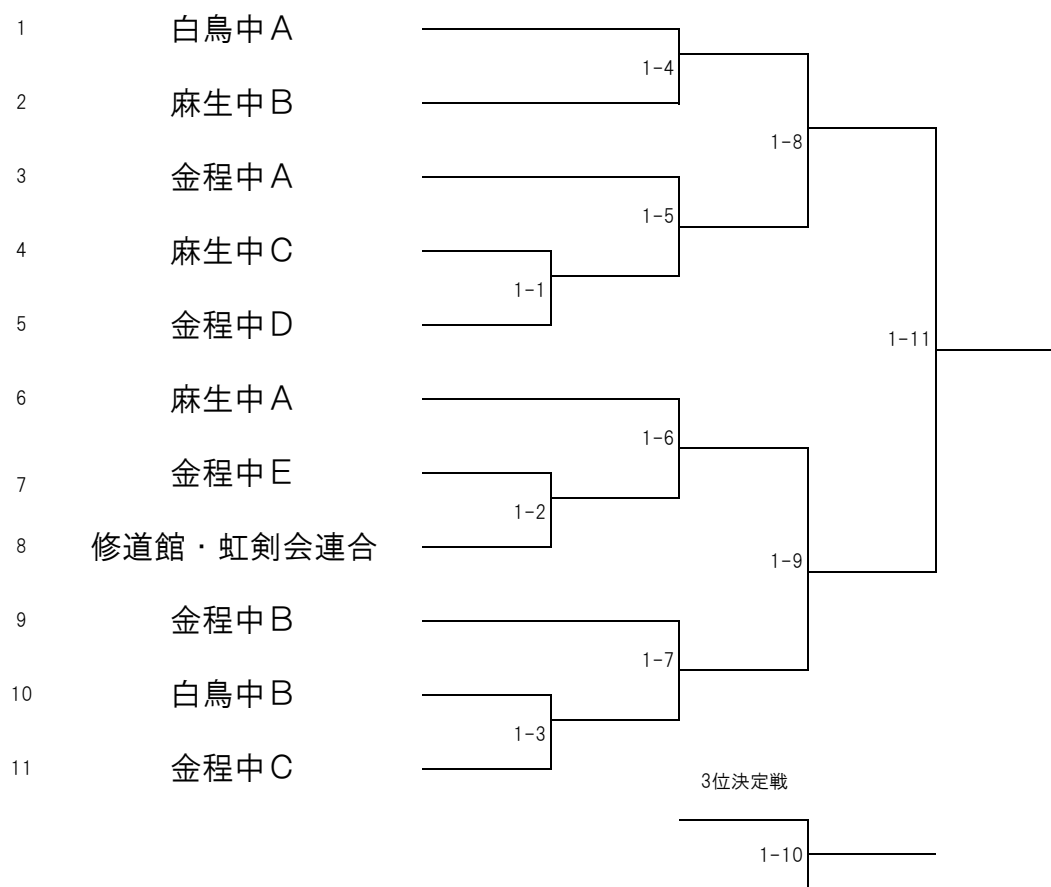 1 白鳥中A
1-4
2 麻生中B
1-8
3 金程中A
1-5
4 麻生中C
1-1
5 金程中D
1-11
6 麻生中A
1-6
7 金程中E
1-2
8 修道館・虹剣会連合
1-9
9 金程中B
1-7
10 白鳥中B
1-3
11 金程中C
3位決定戦
1-10